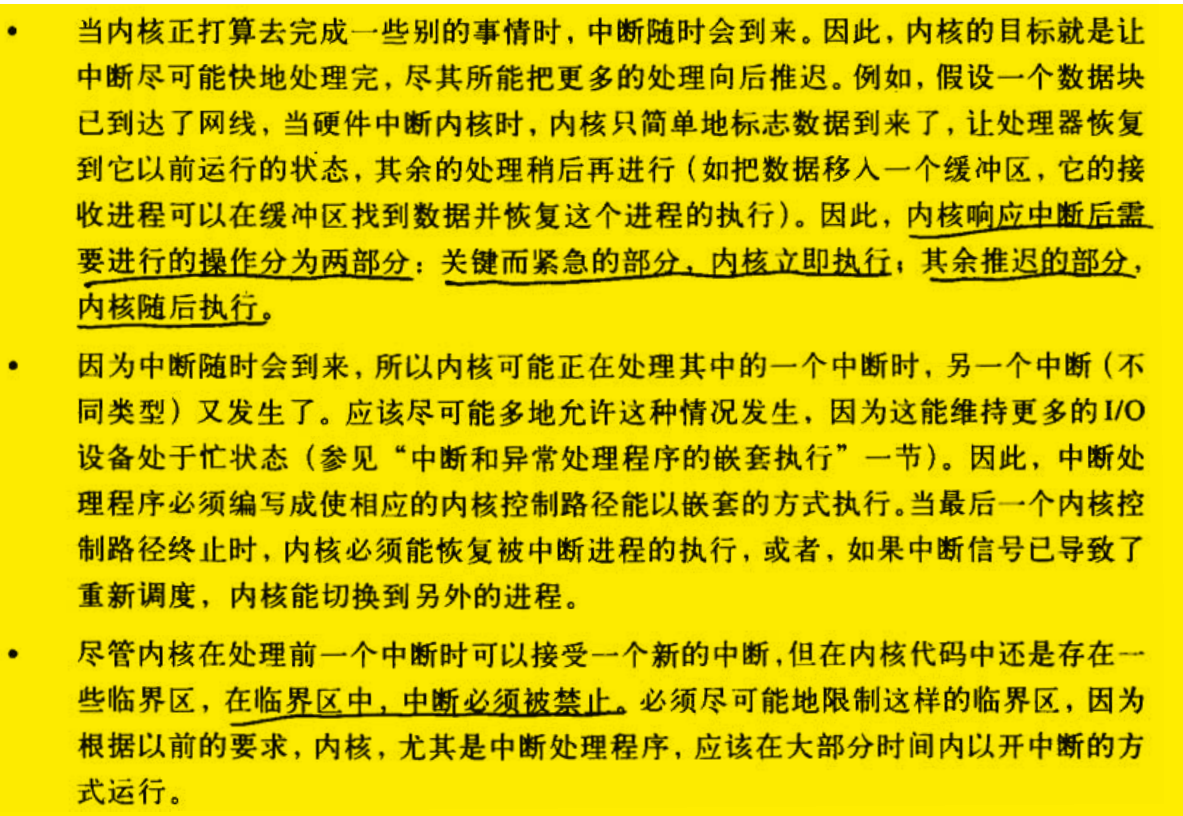 • 当内核正打算去完成一些别的事情时，中断随时会到来。因此，内核的目标就是让
中断尽可能快地处理完，尽其所能把更多的处理向后推迟。例如，假设一个数据块
已到达了网线，当硬件中断内核时，内核只简单地标志数据到来了，让处理器恢复
到它以前运行的状态，其余的处理稍后再进行（如把数据移入一个缓冲区，它的接
收进程可以在缓冲区找到数据并恢复这个进程的执行）。因此，内核响应中断后需
要进行的操作分为两部分：关键而紧急的部分，内核立即执行；其余推迟的部分，
内核随后执行。
• 因为中断随时会到来，所以内核可能正在处理其中的一个中断时，另一个中断（不
同类型）又发生了。应该尽可能多地允许这种情况发生，因为这能维持更多的I/O
设备处于忙状态（参见“中断和异常处理程序的嵌套执行”一节）。因此，中断处
理程序必须编写成使相应的内核控制路径能以嵌套的方式执行。当最后一个内核控
制路径终止时，内核必须能恢复被中断进程的执行，或者，如果中断信号已导致了
重新调度，内核能切换到另外的进程。
• 尽管内核在处理前一个中断时可以接受一个新的中断，但在内核代码中还是存在一
些临界区，在临界区中，中断必须被禁止。必须尽可能地限制这样的临界区，因为
根据以前的要求，内核，尤其是中断处理程序，应该在大部分时间内以开中断的方
式运行。